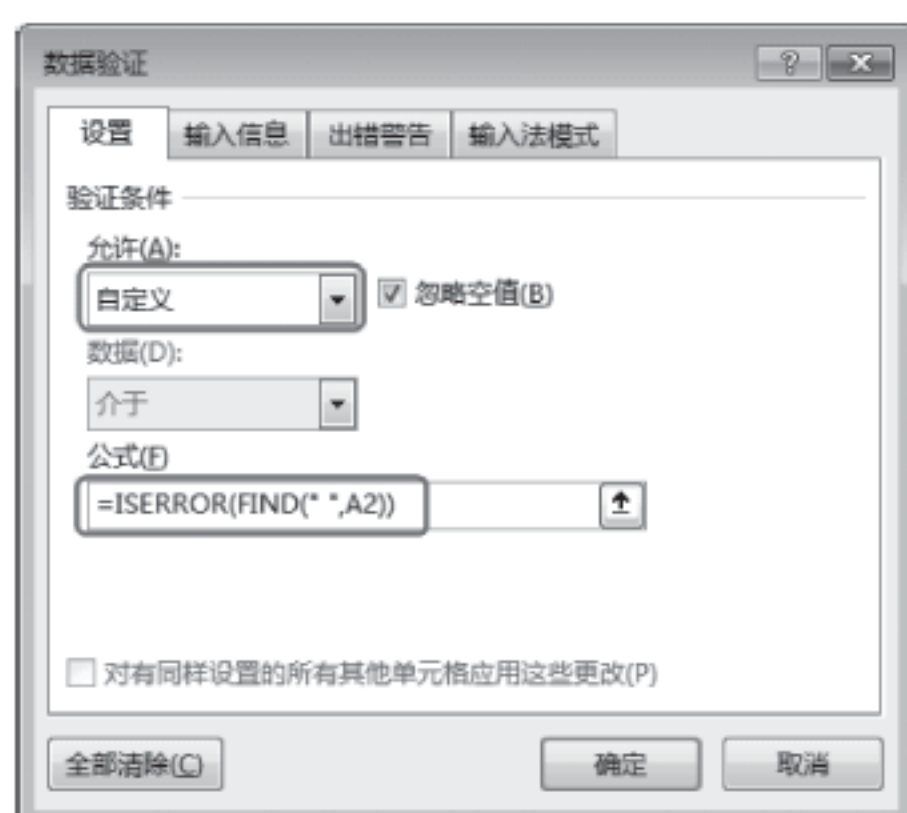 数据验证
设置 输入信息 出错警告 输入法模式
验证条件
允许(A):
自定义 忽略空值(B)
数据(D):
介于
公式(F)
=ISERROR(FIND(" ",A2))
对有同样设置的所有其他单元格应用这些更改(P)
全部清除(C) 确定 取消